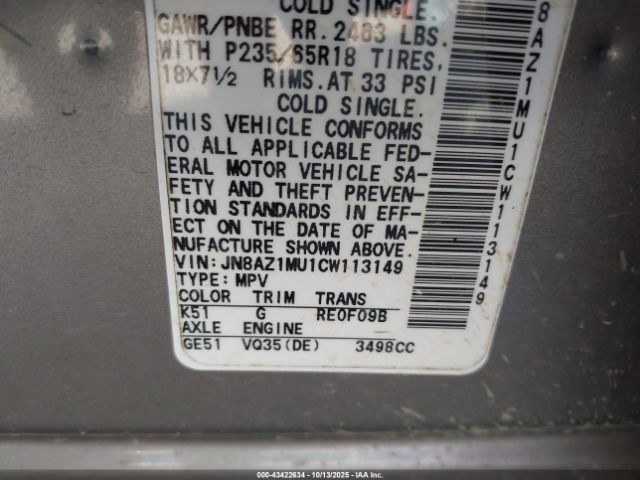 COLD SINGLE.
GAWR/PNBE RR. 2463 LBS.
WITH P235/65R18 TIRES,
18X7½ RIMS. AT 33 PSI
COLD SINGLE.
THIS VEHICLE CONFORMS
TO ALL APPLICABLE FED-
ERAL MOTOR VEHICLE SA-
FETY AND THEFT PREVEN-
TION STANDARDS IN EFF-
ECT ON THE DATE OF MA-
NUFACTURE SHOWN ABOVE.
VIN:JN8AZ1MU1CW113149
TYPE:MPV
COLOR TRIM TRANS
K51 G RE0F09B
AXLE ENGINE
GE51 VQ35(DE) 3498CC
8AZ1MU1CW113149
000-43422634 - 10/13/2025 - IAAI.COM